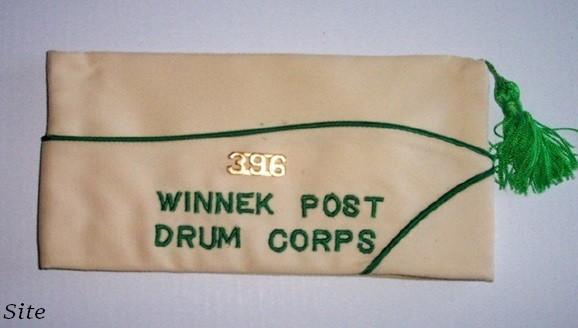 396
WINNEK POST
DRUM CORPS
Site